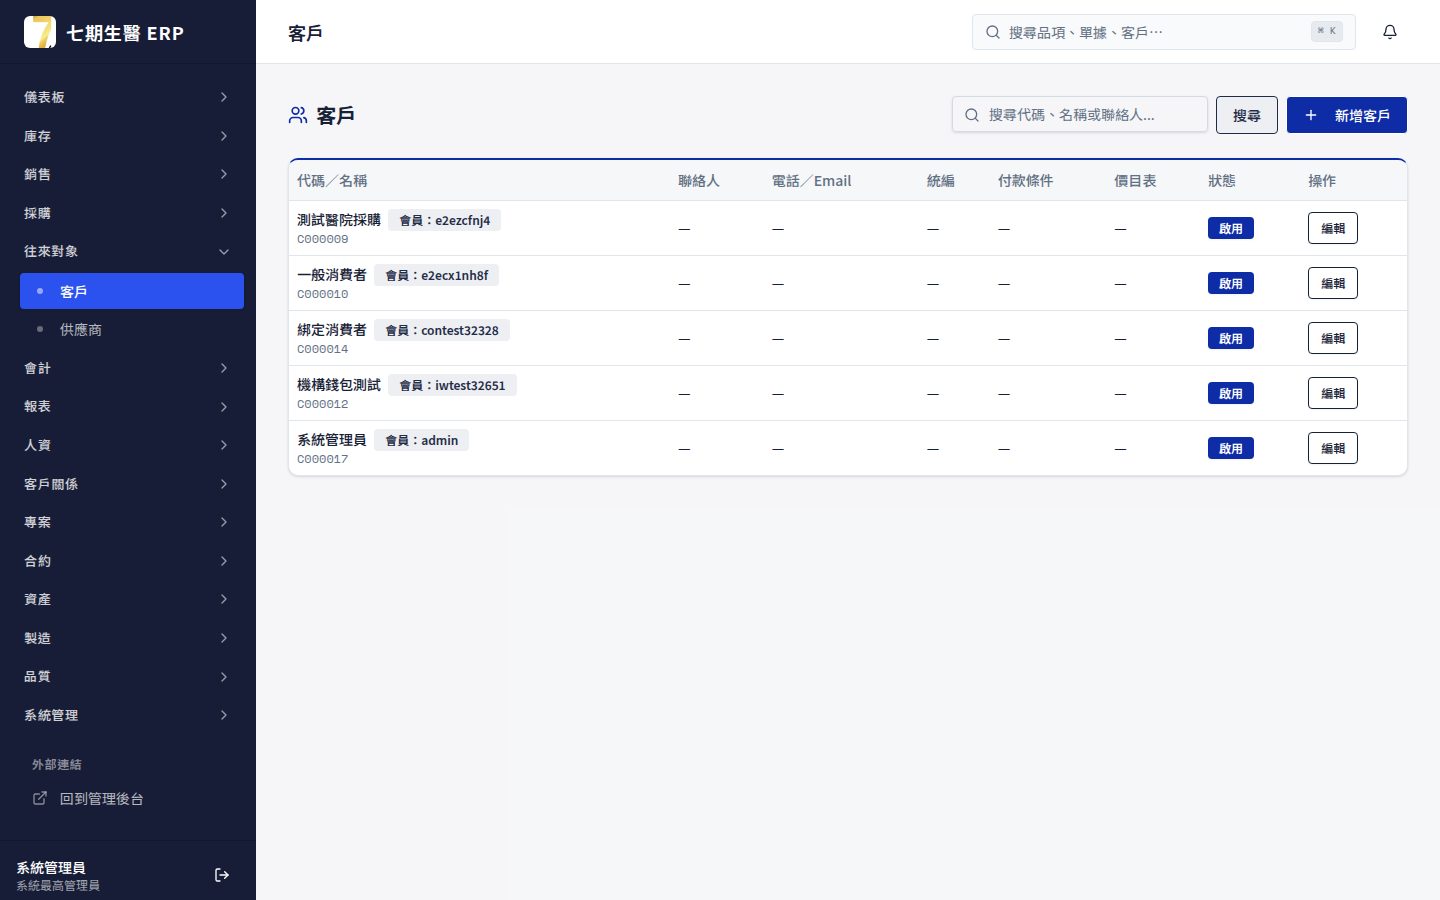 七期生醫 ERP
儀表板
庫存
銷售
採購
往來對象
客戶
供應商
會計
報表
人資
客戶關係
專案
合約
資產
製造
品質
系統管理
外部連結
回到管理後台
系統管理員
系統最高管理員
客戶
搜尋品項、單據、客戶⋯ ⌘ K
客戶
搜尋代碼、名稱或聯絡人... 搜尋 新增客戶
代碼／名稱 聯絡人 電話／Email 統編 付款條件 價目表 狀態 操作
測試醫院採購 會員：e2ezcfnj4
C000009 — — — — — 啟用 編輯
一般消費者 會員：e2ecx1nh8f
C000010 — — — — — 啟用 編輯
綁定消費者 會員：contest32328
C000014 — — — — — 啟用 編輯
機構錢包測試 會員：iwtest32651
C000012 — — — — — 啟用 編輯
系統管理員 會員：admin
C000017 — — — — — 啟用 編輯